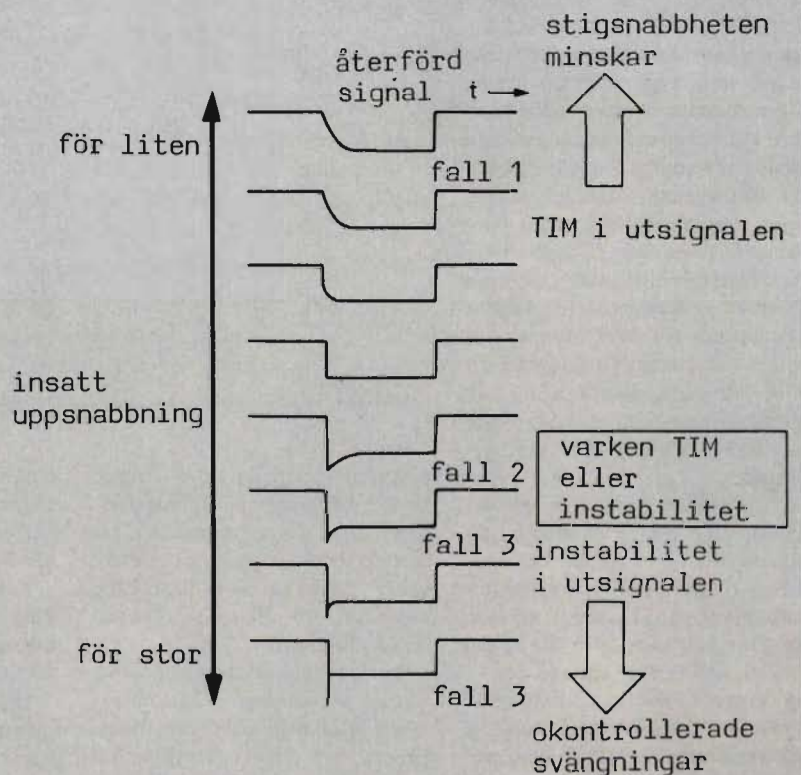 stigsnabbheten
minskar
återförd
signal
t
för liten
fall 1
TIM i utsignalen
insatt
uppsnabbning
fall 2
varken TIM
eller
instabilitet
fall 3
instabilitet
i utsignalen
för stor
fall 3
okontrollerade
svängningar